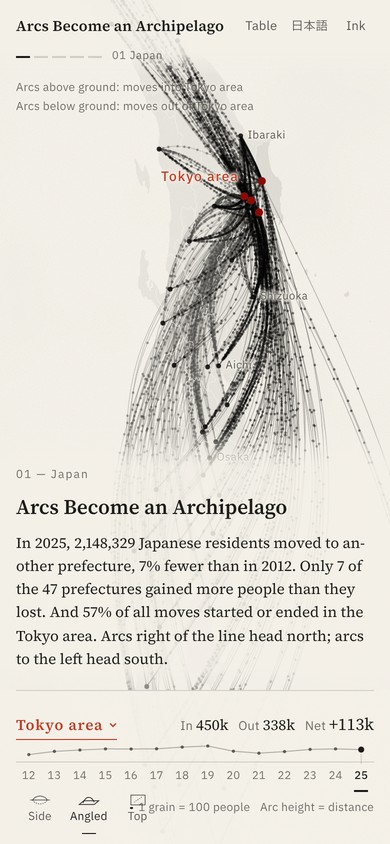 Arcs Become an Archipelago Table 日本語 Ink
01 Japan
Arcs above ground: moves into Tokyo area
Arcs below ground: moves out of Tokyo area
Ibaraki
Tokyo area
Shizuoka
Aichi
Osaka
01 — Japan
Arcs Become an Archipelago
In 2025, 2,148,329 Japanese residents moved to an-
other prefecture, 7% fewer than in 2012. Only 7 of
the 47 prefectures gained more people than they
lost. And 57% of all moves started or ended in the
Tokyo area. Arcs right of the line head north; arcs
to the left head south.
Tokyo area In 450k Out 338k Net +113k
12 13 14 15 16 17 18 19 20 21 22 23 24 25
1 grain = 100 people Arc height = distance
Side Angled Top